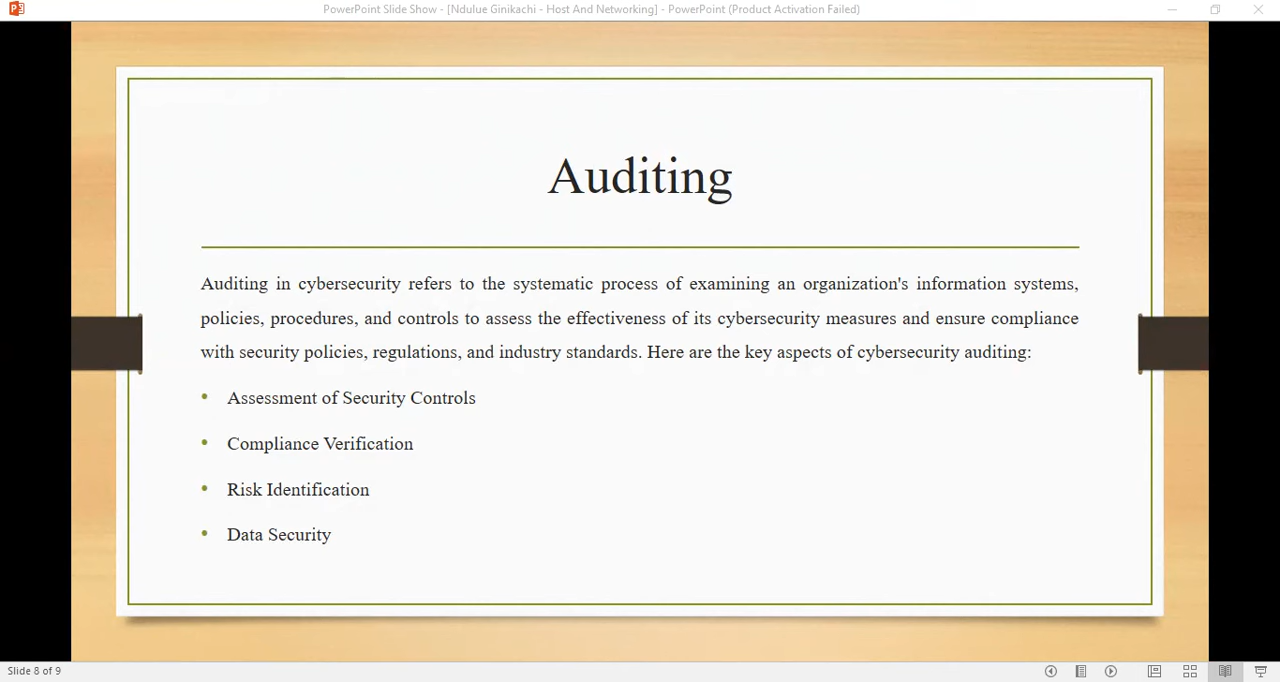 PowerPoint Slide Show - [Ndulue Ginikachi - Host And Networking] - PowerPoint (Product Activation Failed)
Auditing
Auditing in cybersecurity refers to the systematic process of examining an organization's information systems,
policies, procedures, and controls to assess the effectiveness of its cybersecurity measures and ensure compliance
with security policies, regulations, and industry standards. Here are the key aspects of cybersecurity auditing:
• Assessment of Security Controls
• Compliance Verification
• Risk Identification
• Data Security
Slide 8 of 9